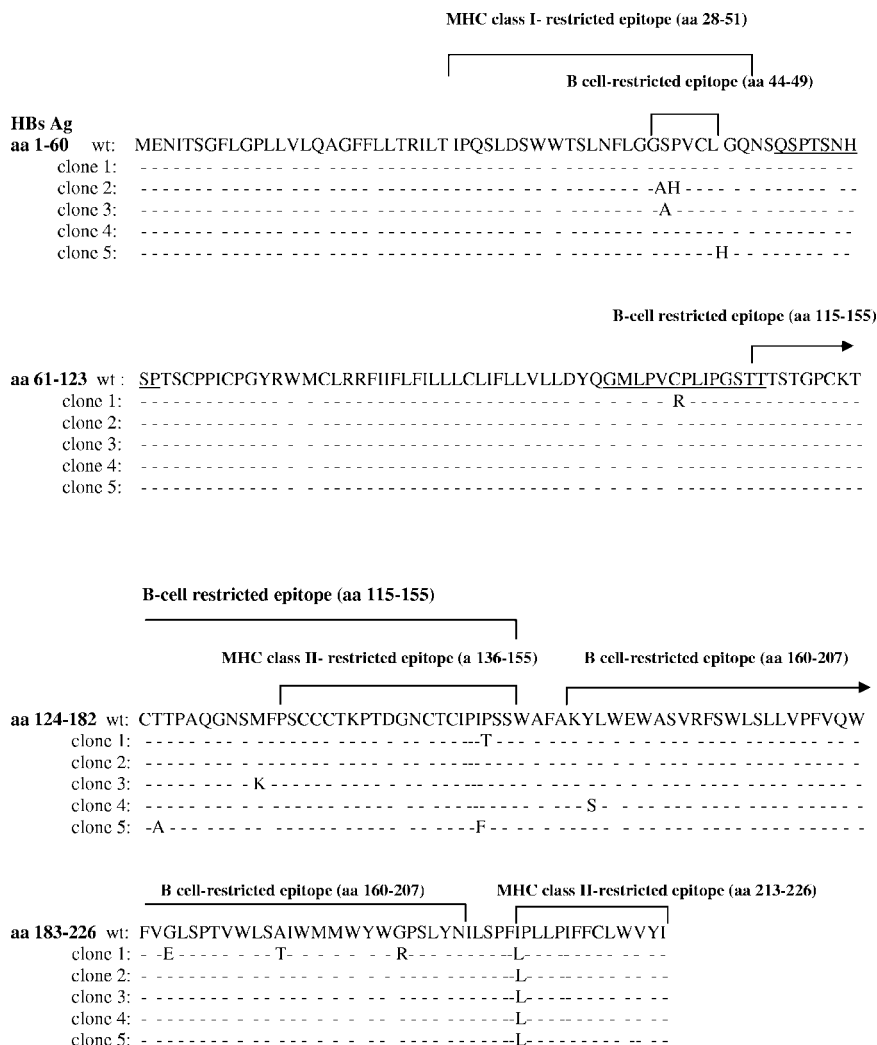 MHC class I- restricted epitope (aa 28-51)
B cell-restricted epitope (aa 44-49)
HBs Ag
aa 1-60 wt: MENITSGFLGPLLVLQAGFFLLTRILT IPQSLDSWWTSLNFLGGSPVCL GQNSQSPTSNH
clone 1: - - - - - - - - - - - - - - - - - - - - - - - - - - - - - - - - - - - - - - - - - - - - - - - - - - - - - - - - - - - -
clone 2: - - - - - - - - - - - - - - - - - - - - - - - - - - - - - - - - - - - - - - - - - - - - AH - - - - - - - - - - - - - -
clone 3: - - - - - - - - - - - - - - - - - - - - - - - - - - - - - - - - - - - - - - - - - - - - A - - - - - - - - - - - - - - -
clone 4: - - - - - - - - - - - - - - - - - - - - - - - - - - - - - - - - - - - - - - - - - - - - - - - - - - - - - - - - - - - -
clone 5: - - - - - - - - - - - - - - - - - - - - - - - - - - - - - - - - - - - - - - - - - - - - - - - - H - - - - - - - - - - -
B-cell restricted epitope (aa 115-155)
aa 61-123 wt : SPTSCPPICPGYRWMCLRRFIIFLFILLLCLIFLLVLLDYQGMLPVCPLIPGSTTTSTGPCKT
clone 1: - - - - - - - - - - - - - - - - - - - - - - - - - - - - - - - - - - - - - - - - - - - - - - - R - - - - - - - - - - - - - - -
clone 2: - - - - - - - - - - - - - - - - - - - - - - - - - - - - - - - - - - - - - - - - - - - - - - - - - - - - - - - - - - - - - - -
clone 3: - - - - - - - - - - - - - - - - - - - - - - - - - - - - - - - - - - - - - - - - - - - - - - - - - - - - - - - - - - - - - - -
clone 4: - - - - - - - - - - - - - - - - - - - - - - - - - - - - - - - - - - - - - - - - - - - - - - - - - - - - - - - - - - - - - - -
clone 5: - - - - - - - - - - - - - - - - - - - - - - - - - - - - - - - - - - - - - - - - - - - - - - - - - - - - - - - - - - - - - - -
B-cell restricted epitope (aa 115-155)
MHC class II- restricted epitope (a 136-155)
B cell-restricted epitope (aa 160-207)
aa 124-182 wt: CTTPAQGNSMFPSCCCTKPTDGNCTCIPIPSSWAFAKYLWEWASVRFSWLSLLVPFVQW
clone 1: - - - - - - - - - - - - - - - - - - - - - - - - - - ---T- - - - - - - - - - - - - - - - - - - - - - - - - - - - -
clone 2: - - - - - - - - - - - - - - - - - - - - - - - - - - --- - - - - - - - - - - - - - - - - - - - - - - - - - - - - - -
clone 3: - - - - - - - - - K- - - - - - - - - - - - - - - - --- - - - - - - - - - - - - - - - - - - - - - - - - - - - - - -
clone 4: - - - - - - - - - - - - - - - - - - - - - - - - - - --- - - - - - - - - S- - - - - - - - - - - - - - - - - - - - -
clone 5: -A- - - - - - - - - - - - - - - - - - - - - - - - - - F - - - - - - - - - - - - - - - - - - - - - - - - - - - - - -
B cell-restricted epitope (aa 160-207)
MHC class II-restricted epitope (aa 213-226)
aa 183-226 wt: FVGLSPTVWLSAIWMMWYWGPSLYNILSPFIPLLPIFFCLWVYI
clone 1: - -E- - - - - - - - T - - - - - - - R- - - - - - - - --L- - - - - - - - - - - - -
clone 2: - - - - - - - - - - - - - - - - - - - - - - - - - - - - --L- - - - - - - - - - - - -
clone 3: - - - - - - - - - - - - - - - - - - - - - - - - - - - - --L- - - - - - - - - - - - -
clone 4: - - - - - - - - - - - - - - - - - - - - - - - - - - - - --L- - - - - - - - - - - - -
clone 5: - - - - - - - - - - - - - - - - - - - - - - - - - - - - --L- - - - - - - - - - - - -